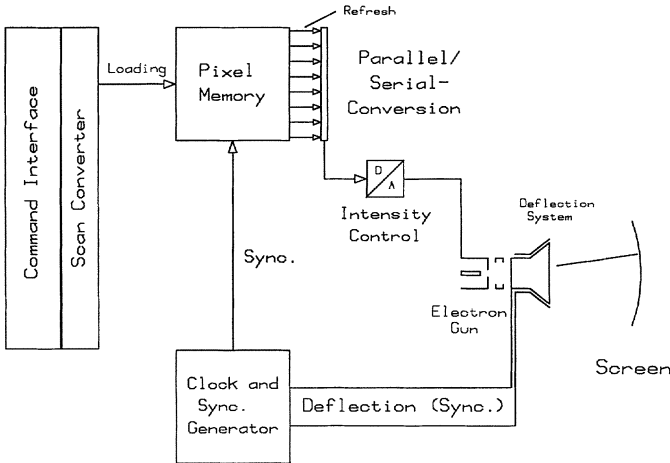 Refresh
Loading
Pixel
Memory
Parallel/
Serial-
Conversion
Command Interface
Scan Converter
D
A
Intensity
Control
Deflection
System
Sync.
Electron
Gun
Screen
Clock and
Sync.
Generator
Deflection (Sync.)